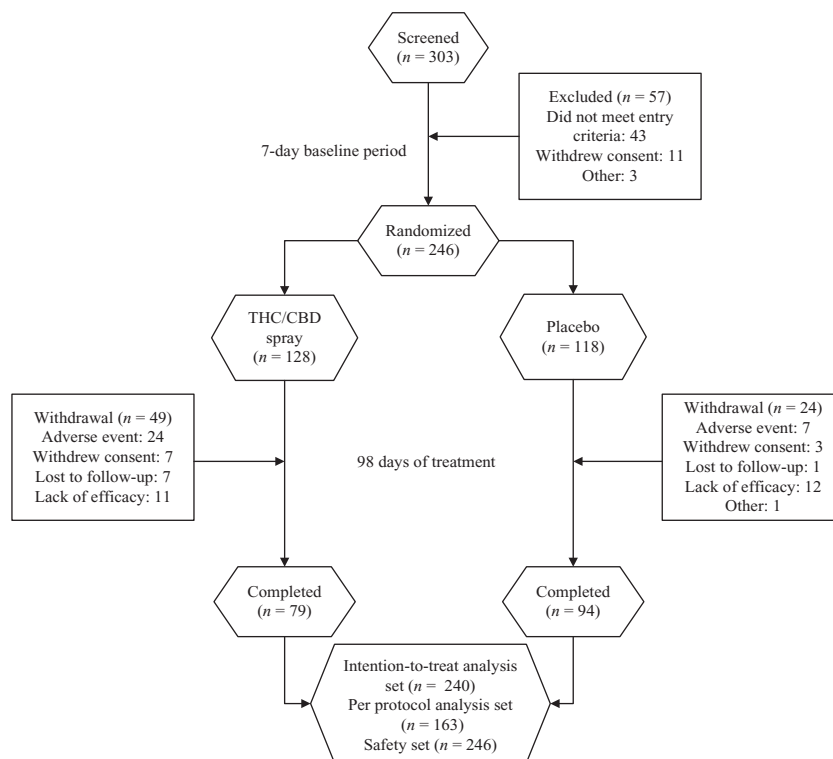 Screened
(n = 303)
Excluded (n = 57)
Did not meet entry
criteria: 43
Withdrew consent: 11
Other: 3
7-day baseline period
Randomized
(n = 246)
THC/CBD
spray
(n = 128)
Placebo
(n = 118)
Withdrawal (n = 49)
Adverse event: 24
Withdrew consent: 7
Lost to follow-up: 7
Lack of efficacy: 11
98 days of treatment
Withdrawal (n = 24)
Adverse event: 7
Withdrew consent: 3
Lost to follow-up: 1
Lack of efficacy: 12
Other: 1
Completed
(n = 79)
Completed
(n = 94)
Intention-to-treat analysis
set (n = 240)
Per protocol analysis set
(n = 163)
Safety set (n = 246)